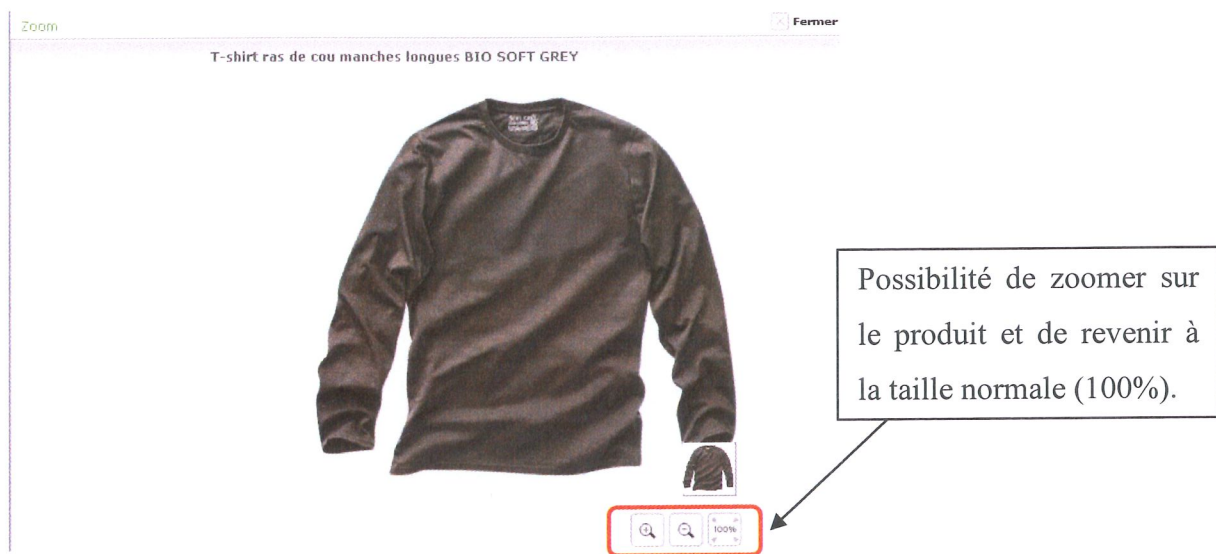 Zoom
Fermer
T-shirt ras de cou manches longues BIO SOFT GREY
Possibilité de zoomer sur
le produit et de revenir à
la taille normale (100%).
100%